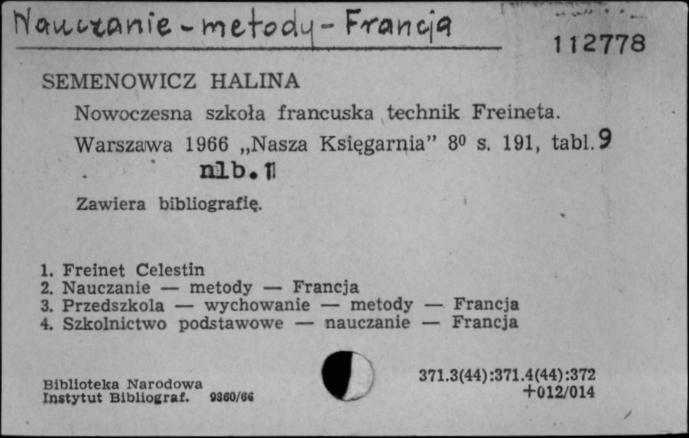 Nauczanie - metody - Francja
112778
SEMENOWICZ HALINA
Nowoczesna szkoła francuska technik Freineta.
Warszawa 1966 „Nasza Księgarnia” 8⁰ s. 191, tabl. 9
nlb. 1
Zawiera bibliografię.
1. Freinet Celestin
2. Nauczanie — metody — Francja
3. Przedszkola — wychowanie — metody — Francja
4. Szkolnictwo podstawowe — nauczanie — Francja
Biblioteka Narodowa
Instytut Bibliograf. 9360/66
371.3(44):371.4(44):372
+012/014